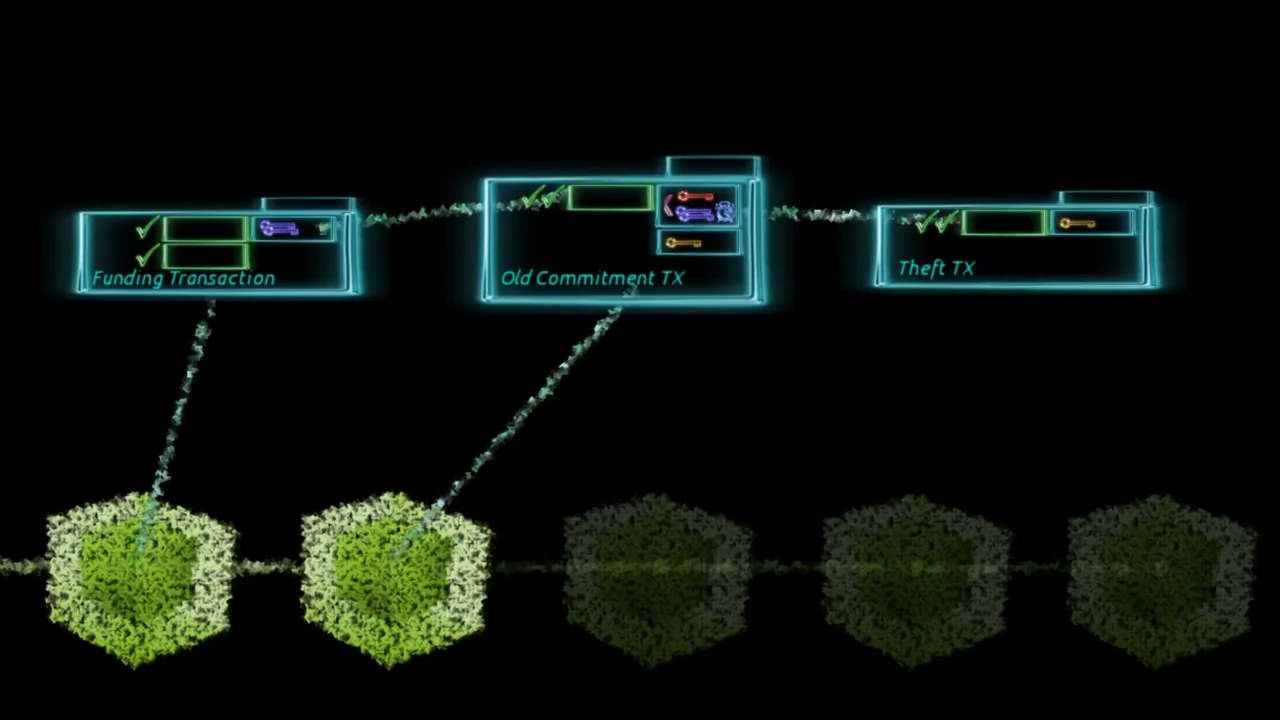 Funding Transaction
Old Commitment TX
Theft TX